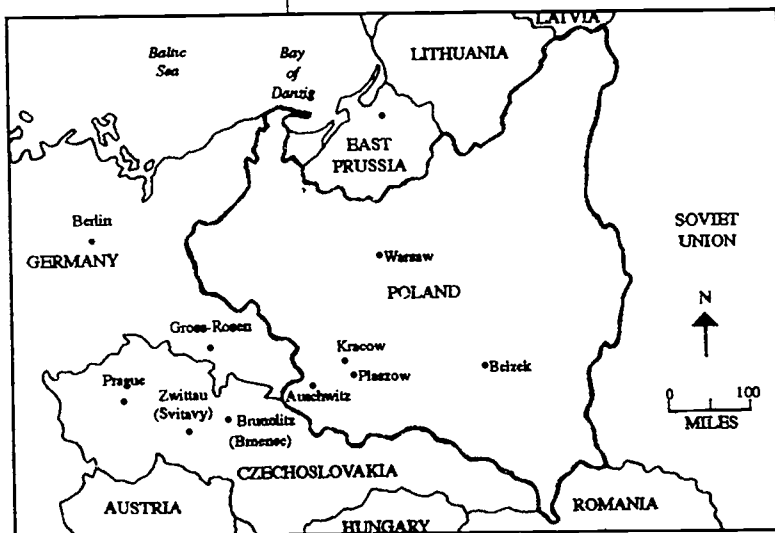 LATVIA
Baltic
Sea
Bay
of
Danzig
LITHUANIA
EAST
PRUSSIA
Berlin
GERMANY
SOVIET
UNION
Warsaw
POLAND
N
Gross-Rosen
Kracow
Plaszow
Belzek
Auschwitz
Prague
Zwittau
(Svitavy)
Brunnlitz
(Brnenec)
0 100
MILES
CZECHOSLOVAKIA
AUSTRIA
HUNGARY
ROMANIA